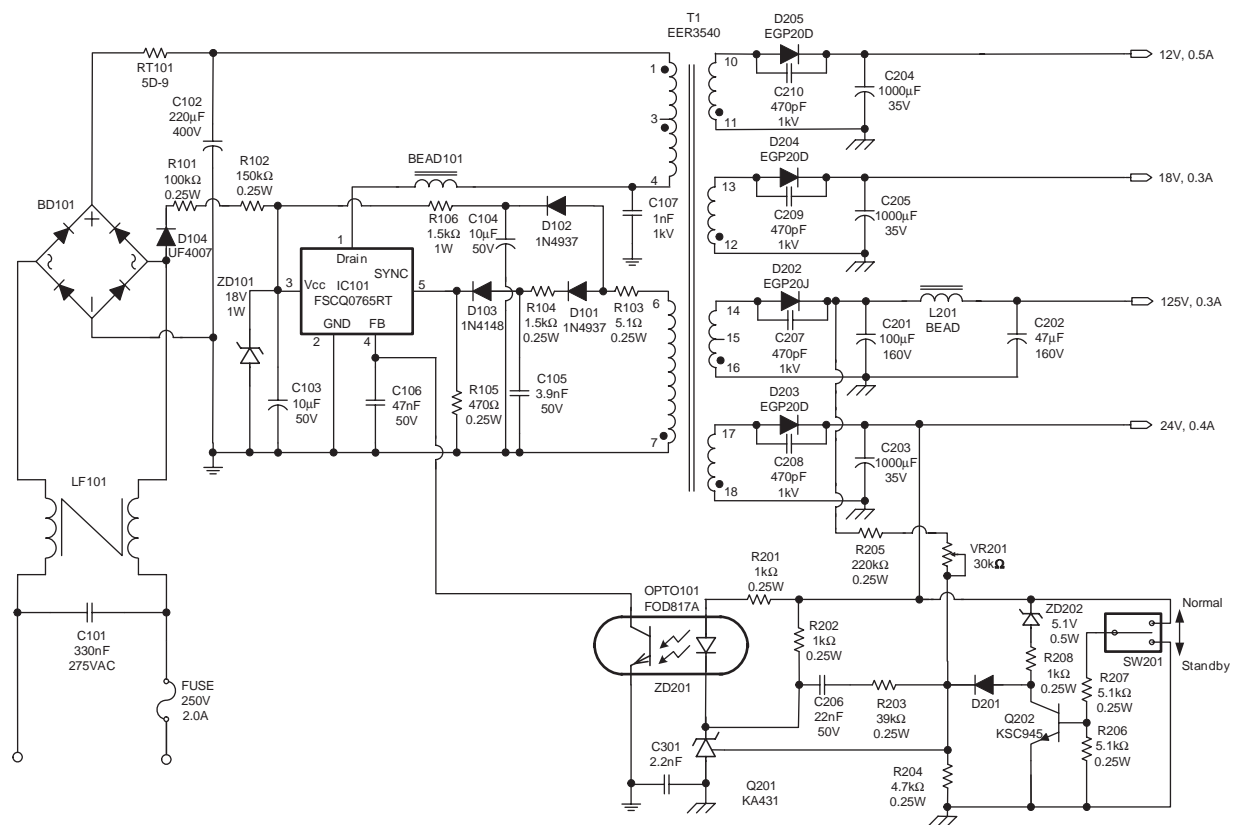 T1
EER3540
RT101
5D-9
C102
220μF
400V
R101
100kΩ
0.25W
R102
150kΩ
0.25W
BD101
D104
UF4007
BEAD101
R106
1.5kΩ
1W
C104
10μF
50V
D102
1N4937
C107
1nF
1kV
1
3
4
6
7
ZD101
18V
1W
1
Drain
SYNC
3
Vcc
IC101
FSCQ0765RT
5
GND
FB
2
4
D103
1N4148
R104
1.5kΩ
0.25W
D101
1N4937
R103
5.1Ω
0.25W
C103
10μF
50V
C106
47nF
50V
R105
470Ω
0.25W
C105
3.9nF
50V
LF101
C101
330nF
275VAC
FUSE
250V
2.0A
D205
EGP20D
10
11
C210
470pF
1kV
C204
1000μF
35V
12V, 0.5A
D204
EGP20D
13
12
C209
470pF
1kV
C205
1000μF
35V
18V, 0.3A
D202
EGP20J
14
15
16
C207
470pF
1kV
C201
100μF
160V
L201
BEAD
C202
47μF
160V
125V, 0.3A
D203
EGP20D
17
18
C208
470pF
1kV
C203
1000μF
35V
24V, 0.4A
R205
220kΩ
0.25W
VR201
30kΩ
OPTO101
FOD817A
R201
1kΩ
0.25W
R202
1kΩ
0.25W
ZD201
C206
22nF
50V
R203
39kΩ
0.25W
D201
ZD202
5.1V
0.5W
R208
1kΩ
0.25W
Normal
SW201
Standby
R207
5.1kΩ
0.25W
Q202
KSC945
R206
5.1kΩ
0.25W
C301
2.2nF
Q201
KA431
R204
4.7kΩ
0.25W